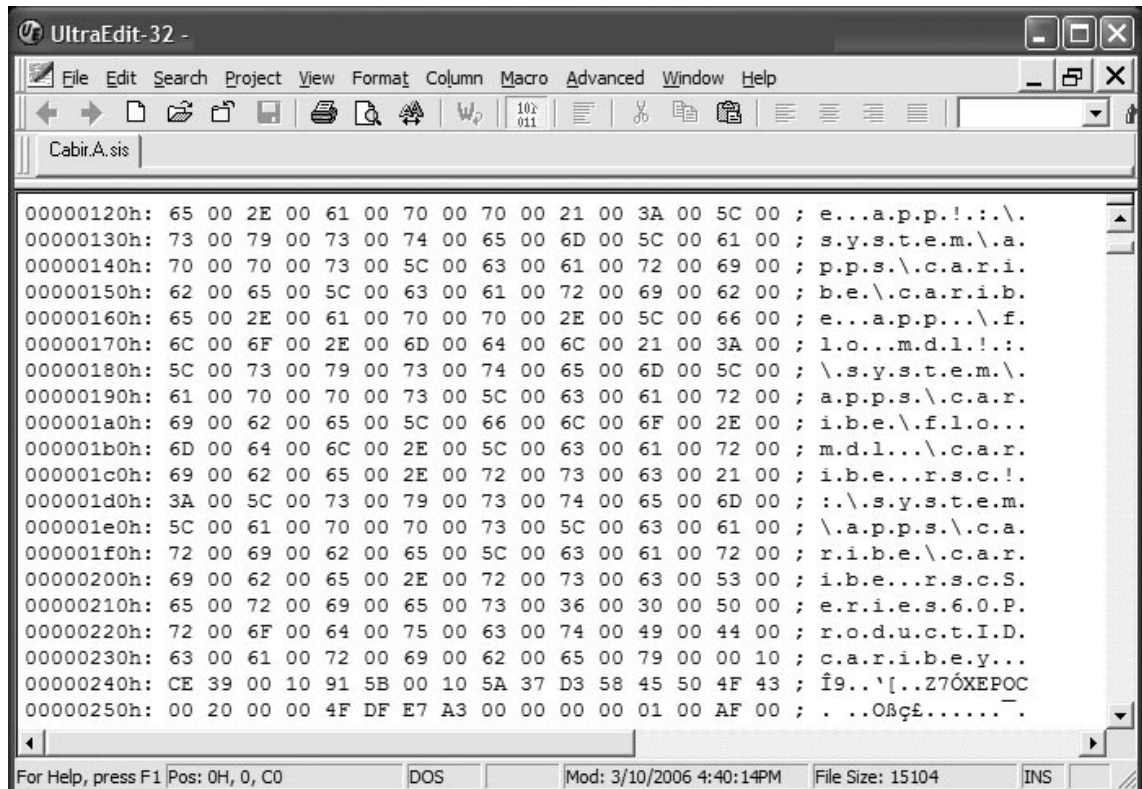 UltraEdit-32 -
File Edit Search Project View Format Column Macro Advanced Window Help
Cabir.A.sis
00000120h: 65 00 2E 00 61 00 70 00 70 00 21 00 3A 00 5C 00 ; e...a.p.p.!.:.\.
00000130h: 73 00 79 00 73 00 74 00 65 00 6D 00 5C 00 61 00 ; s.y.s.t.e.m.\.a.
00000140h: 70 00 70 00 73 00 5C 00 63 00 61 00 72 00 69 00 ; p.p.s.\.c.a.r.i.
00000150h: 62 00 65 00 5C 00 63 00 61 00 72 00 69 00 62 00 ; b.e.\.c.a.r.i.b.
00000160h: 65 00 2E 00 61 00 70 00 70 00 2E 00 5C 00 66 00 ; e...a.p.p...\.f.
00000170h: 6C 00 6F 00 2E 00 6D 00 64 00 6C 00 21 00 3A 00 ; l.o...m.d.l.!.:.
00000180h: 5C 00 73 00 79 00 73 00 74 00 65 00 6D 00 5C 00 ; \.s.y.s.t.e.m.\.
00000190h: 61 00 70 00 70 00 73 00 5C 00 63 00 61 00 72 00 ; a.p.p.s.\.c.a.r.
000001a0h: 69 00 62 00 65 00 5C 00 66 00 6C 00 6F 00 2E 00 ; i.b.e.\.f.l.o...
000001b0h: 6D 00 64 00 6C 00 2E 00 5C 00 63 00 61 00 72 00 ; m.d.l...\.c.a.r.
000001c0h: 69 00 62 00 65 00 2E 00 72 00 73 00 63 00 21 00 ; i.b.e...r.s.c.!.
000001d0h: 3A 00 5C 00 73 00 79 00 73 00 74 00 65 00 6D 00 ; :.\.s.y.s.t.e.m.
000001e0h: 5C 00 61 00 70 00 70 00 73 00 5C 00 63 00 61 00 ; \.a.p.p.s.\.c.a.
000001f0h: 72 00 69 00 62 00 65 00 5C 00 63 00 61 00 72 00 ; r.i.b.e.\.c.a.r.
00000200h: 69 00 62 00 65 00 2E 00 72 00 73 00 63 00 53 00 ; i.b.e...r.s.c.S.
00000210h: 65 00 72 00 69 00 65 00 73 00 36 00 30 00 50 00 ; e.r.i.e.s.6.0.P.
00000220h: 72 00 6F 00 64 00 75 00 63 00 74 00 49 00 44 00 ; r.o.d.u.c.t.I.D.
00000230h: 63 00 61 00 72 00 69 00 62 00 65 00 79 00 00 10 ; c.a.r.i.b.e.y...
00000240h: CE 39 00 10 91 5B 00 10 5A 37 D3 58 45 50 4F 43 ; Î9..‘[..Z7ÓXEPOC
00000250h: 00 20 00 00 4F DF E7 A3 00 00 00 00 01 00 AF 00 ; . ..Oßç£......¯.
For Help, press F1 Pos: 0H, 0, C0 DOS Mod: 3/10/2006 4:40:14PM File Size: 15104 INS